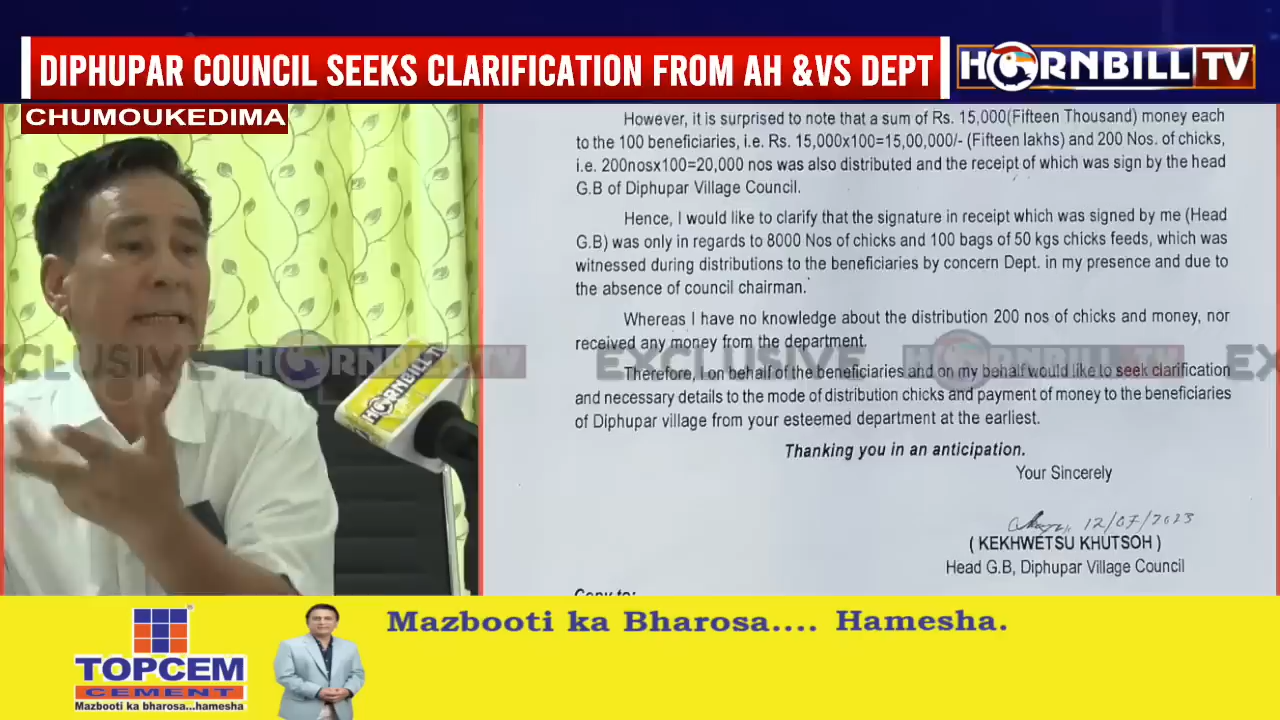 DIPHUPAR COUNCIL SEEKS CLARIFICATION FROM AH &VS DEPT
HORNBILL TV
CHUMOUKEDIMA
However, it is surprised to note that a sum of Rs. 15,000(Fifteen Thousand) money each
to the 100 beneficiaries, i.e. Rs. 15,000x100=15,00,000/- (Fifteen lakhs) and 200 Nos. of chicks,
i.e. 200nosx100=20,000 nos was also distributed and the receipt of which was sign by the head
G.B of Diphupar Village Council.
Hence, I would like to clarify that the signature in receipt which was signed by me (Head
G.B) was only in regards to 8000 Nos of chicks and 100 bags of 50 kgs chicks feeds, which was
witnessed during distributions to the beneficiaries by concern Dept. in my presence and due to
the absence of council chairman.
Whereas I have no knowledge about the distribution 200 nos of chicks and money, nor
received any money from the department.
Therefore, I on behalf of the beneficiaries and on my behalf would like to seek clarification
and necessary details to the mode of distribution chicks and payment of money to the beneficiaries
of Diphupar village from your esteemed department at the earliest.
Thanking you in an anticipation.
Your Sincerely
12/07/2023
( KEKHWETSU KHUTSOH )
Head G.B, Diphupar Village Council
Copy to:
EXCLUSIVE HORNBILL TV EXCLUSIVE HORNBILL TV EX
HORNBILL
TOPCEM
CEMENT
Mazbooti ka bharosa...hamesha
Mazbooti ka Bharosa.... Hamesha.